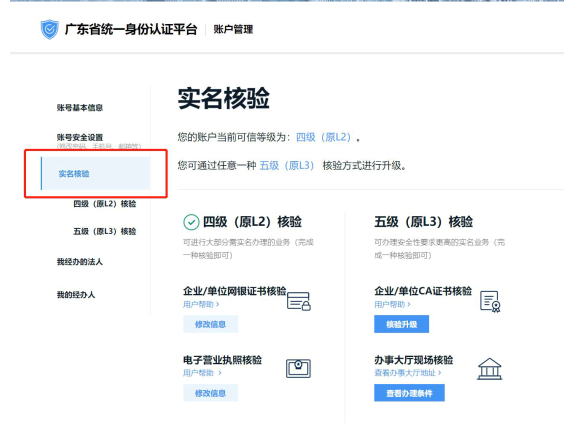 广东省统一身份认证平台 账户管理
实名核验
账号基本信息
账号安全设置
(修改密码、手机号、邮箱等)
您的账户当前可信等级为：四级（原L2）。
实名核验
您可通过任意一种 五级（原L3） 核验方式进行升级。
四级（原L2）核验
五级（原L3）核验
我经办的法人
我的经办人
四级（原L2）核验
可进行大部分需实名办理的业务（完成
一种核验即可）
企业/单位网银证书核验
用户帮助 >
修改信息
电子营业执照核验
用户帮助 >
修改信息
五级（原L3）核验
可办理安全性要求更高的实名业务（完
成一种核验即可）
企业/单位CA证书核验
用户帮助 >
核验升级
办事大厅现场核验
查看办事大厅地址 >
查看办理条件